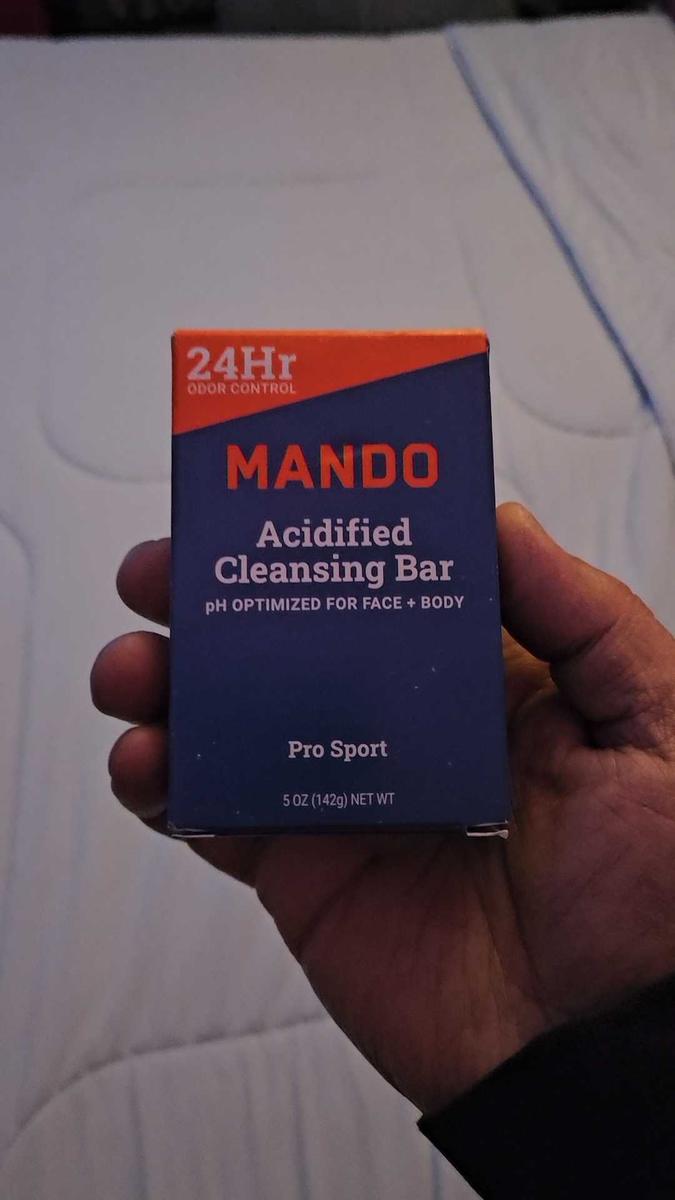 24Hr
ODOR CONTROL
MANDO
Acidified
Cleansing Bar
pH OPTIMIZED FOR FACE + BODY
Pro Sport
5 OZ (142g) NET WT